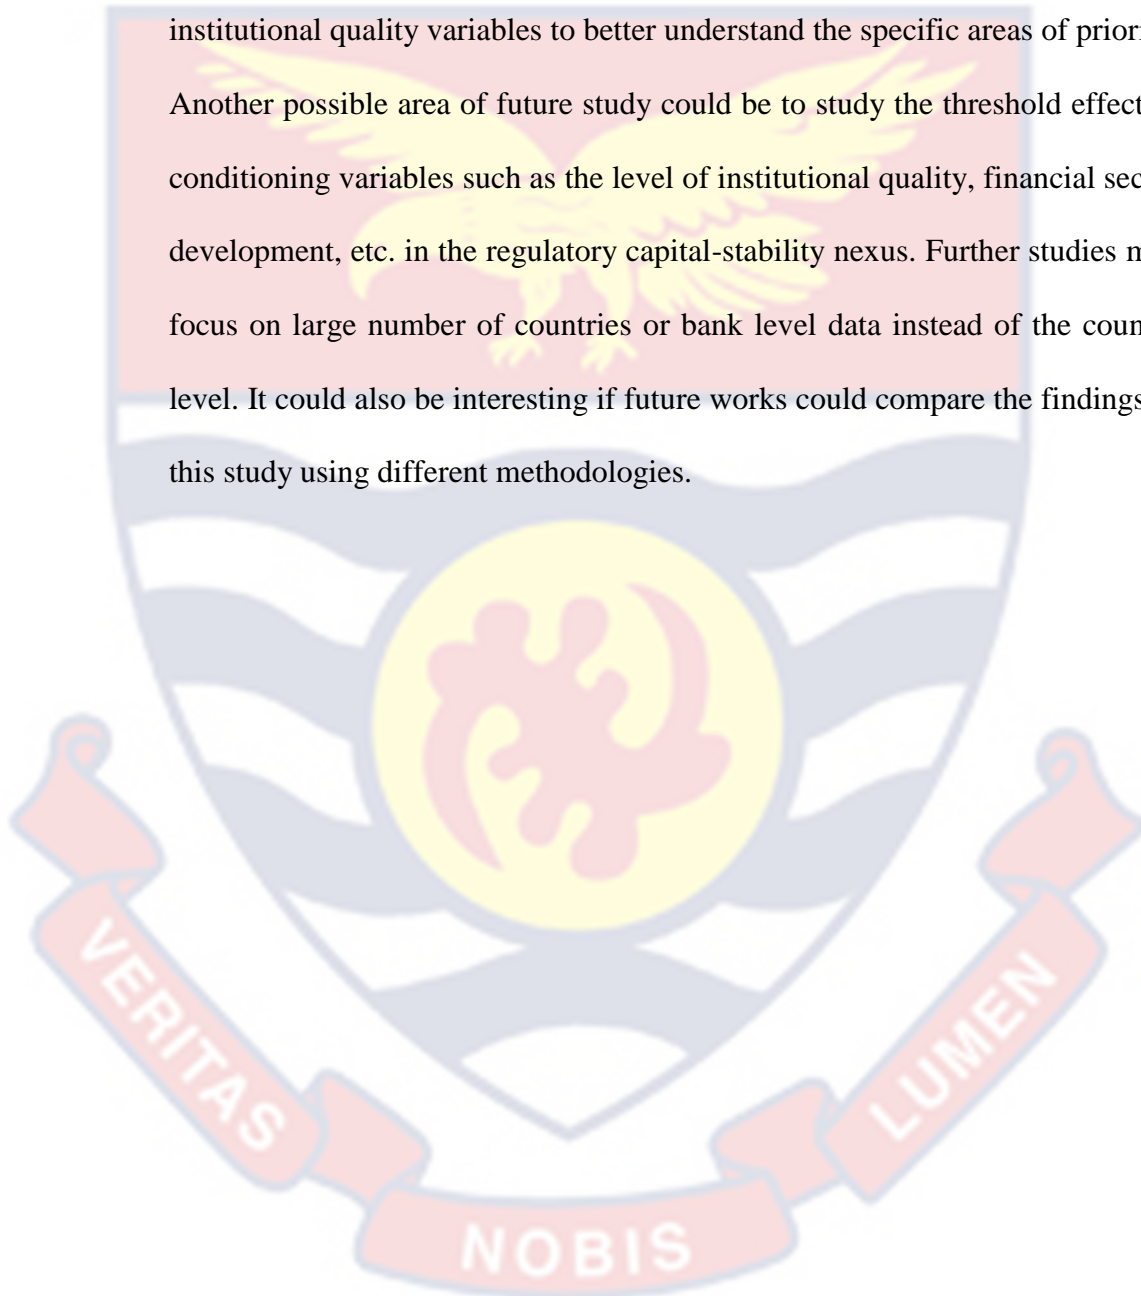 institutional quality variables to better understand the specific areas of priori
Another possible area of future study could be to study the threshold effect
conditioning variables such as the level of institutional quality, financial sec
development, etc. in the regulatory capital-stability nexus. Further studies m
focus on large number of countries or bank level data instead of the coun
level. It could also be interesting if future works could compare the findings
this study using different methodologies.
VERITAS
NOBIS
LUMEN